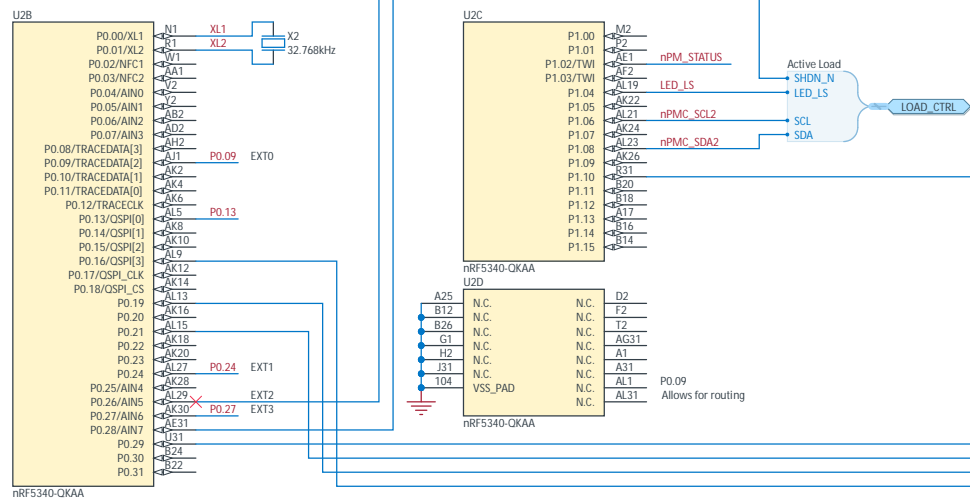 U2B
P0.00/XL1 N1 XL1
P0.01/XL2 R1 XL2
X2
32.768kHz
P0.02/NFC1 W1
P0.03/NFC2 AA1
P0.04/AIN0 V2
P0.05/AIN1 Y2
P0.06/AIN2 AB2
P0.07/AIN3 AD2
P0.08/TRACEDATA[3] AH2
P0.09/TRACEDATA[2] AJ1 P0.09 EXT0
P0.10/TRACEDATA[1] AK2
P0.11/TRACEDATA[0] AK4
P0.12/TRACECLK AK6
P0.13/QSPI[0] AL5 P0.13
P0.14/QSPI[1] AK8
P0.15/QSPI[2] AK10
P0.16/QSPI[3] AL9
P0.17/QSPI_CLK AK12
P0.18/QSPI_CS AK14
P0.19 AL13
P0.20 AK16
P0.21 AL15
P0.22 AK18
P0.23 AK20
P0.24 AL27 P0.24 EXT1
P0.25/AIN4 AK28
P0.26/AIN5 AL29 EXT2
P0.27/AIN6 AK30 P0.27 EXT3
P0.28/AIN7 AE31
P0.29 U31
P0.30 B24
P0.31 B22
nRF5340-QKAA
U2C
P1.00 M2
P1.01 P2
P1.02/TWI AE1 nPM_STATUS
P1.03/TWI AF2
P1.04 AL19 LED_LS
P1.05 AK22
P1.06 AL21 nPMC_SCL2
P1.07 AK24
P1.08 AL23 nPMC_SDA2
P1.09 AK26
P1.10 R31
P1.11 B20
P1.12 B18
P1.13 A17
P1.14 B16
P1.15 B14
nRF5340-QKAA
Active Load
SHDN_N
LED_LS
SCL
SDA
LOAD_CTRL
U2D
A25 N.C. N.C. D2
B12 N.C. N.C. F2
B26 N.C. N.C. T2
G1 N.C. N.C. AG31
H2 N.C. N.C. A1
J31 N.C. N.C. A31
104 VSS_PAD N.C. AL1 P0.09
N.C. AL31 Allows for routing
nRF5340-QKAA